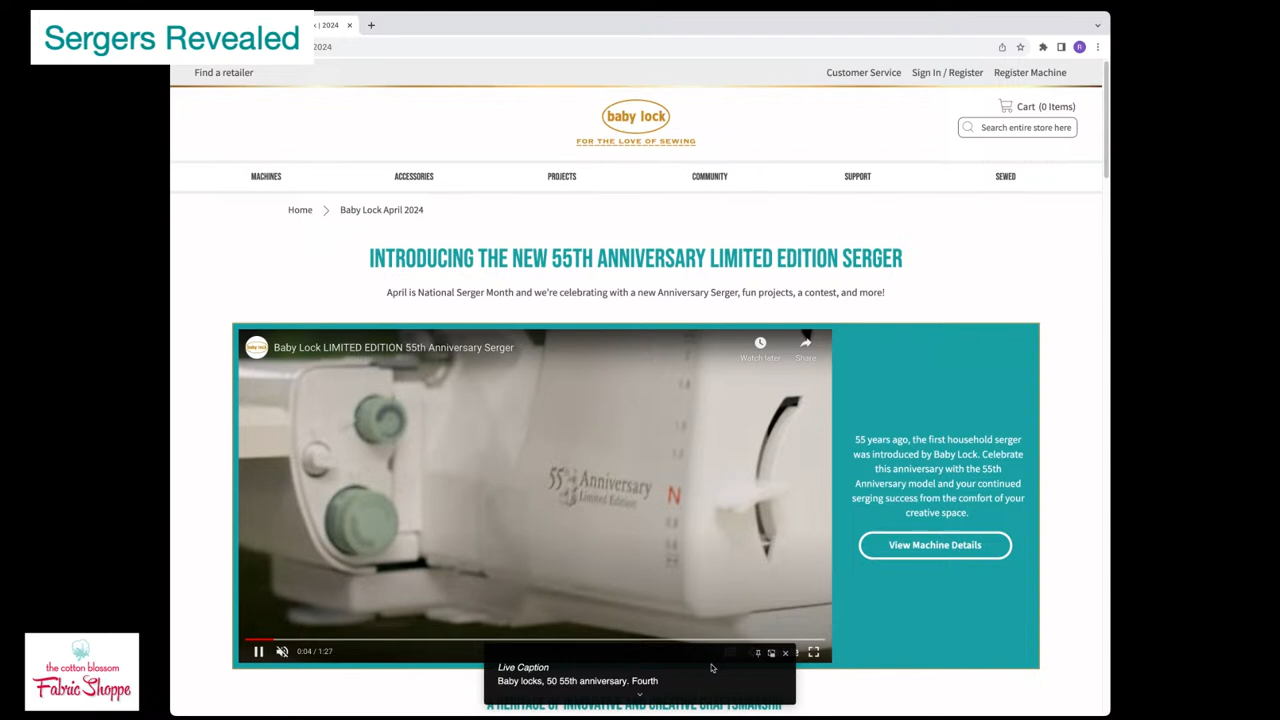 Sergers Revealed
| 2024
2024
Find a retailer
Customer Service
Sign In / Register
Register Machine
baby lock
FOR THE LOVE OF SEWING
Cart (0 Items)
Search entire store here
MACHINES
ACCESSORIES
PROJECTS
COMMUNITY
SUPPORT
SEWED
Home
Baby Lock April 2024
INTRODUCING THE NEW 55TH ANNIVERSARY LIMITED EDITION SERGER
April is National Serger Month and we're celebrating with a new Anniversary Serger, fun projects, a contest, and more!
baby lock
Baby Lock LIMITED EDITION 55th Anniversary Serger
Watch later
Share
55th Anniversary
Limited Edition
N
55 years ago, the first household serger
was introduced by Baby Lock. Celebrate
this anniversary with the 55th
Anniversary model and your continued
serging success from the comfort of your
creative space.
View Machine Details
0:04 / 1:27
Live Caption
Baby locks, 50 55th anniversary. Fourth
A HERITAGE OF INNOVATIVE AND CREATIVE CRAFTSMANSHIP
the cotton blossom
Fabric Shoppe
R